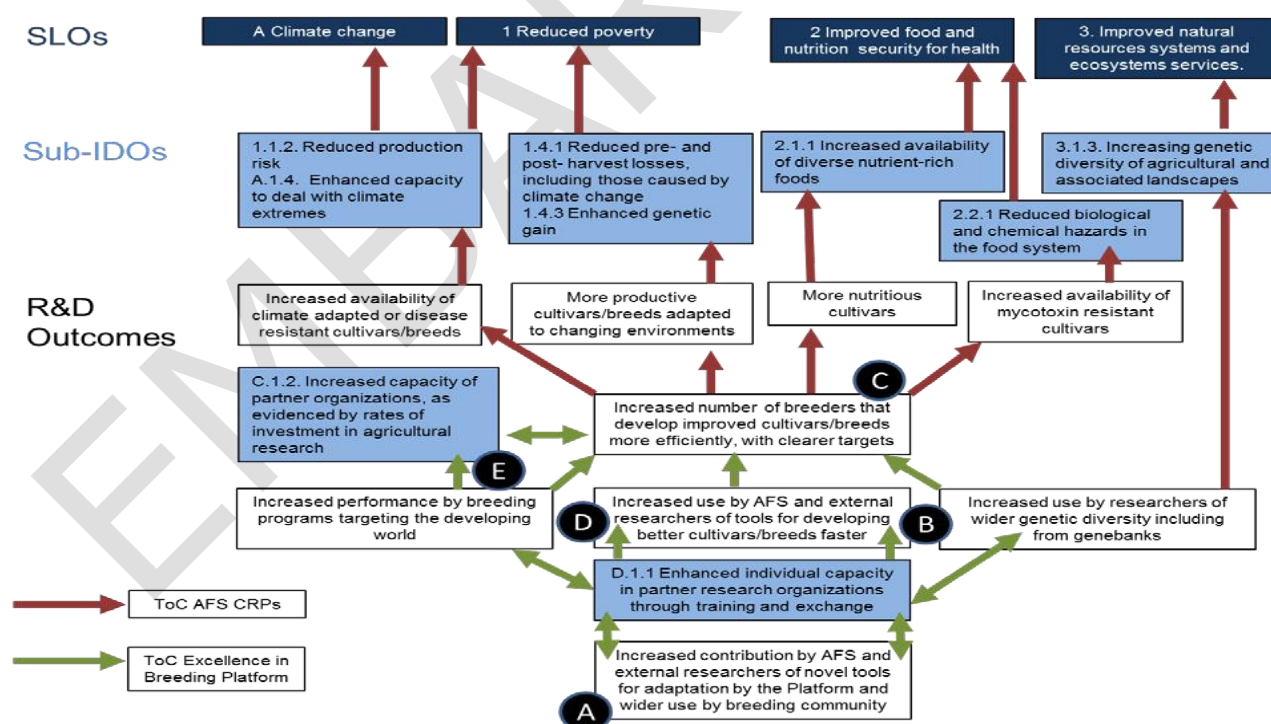 SLOs
A Climate change
1 Reduced poverty
2 Improved food and
nutrition security for health
3. Improved natural
resources systems and
ecosystems services.
Sub-IDOs
1.1.2. Reduced production
risk
A.1.4. Enhanced capacity
to deal with climate
extremes
1.4.1 Reduced pre- and
post- harvest losses,
including those caused by
climate change
1.4.3 Enhanced genetic
gain
2.1.1 Increased availability
of diverse nutrient-rich
foods
3.1.3. Increasing genetic
diversity of agricultural and
associated landscapes
2.2.1 Reduced biological
and chemical hazards in
the food system
R&D
Outcomes
Increased availability of
climate adapted or disease
resistant cultivars/breeds
More productive
cultivars/breeds adapted
to changing environments
More nutritious
cultivars
Increased availability of
mycotoxin resistant
cultivars
C.1.2. Increased capacity of
partner organizations, as
evidenced by rates of
investment in agricultural
research
C
Increased number of breeders that
develop improved cultivars/breeds
more efficiently, with clearer targets
E
Increased performance by breeding
programs targeting the developing
world
D
Increased use by AFS and external
researchers of tools for developing
better cultivars/breeds faster
B
Increased use by researchers of
wider genetic diversity including
from genebanks
D.1.1 Enhanced individual capacity
in partner research organizations
through training and exchange
ToC AFS CRPs
ToC Excellence in
Breeding Platform
Increased contribution by AFS and
external researchers of novel tools
for adaptation by the Platform and
wider use by breeding community
A
EMBAR